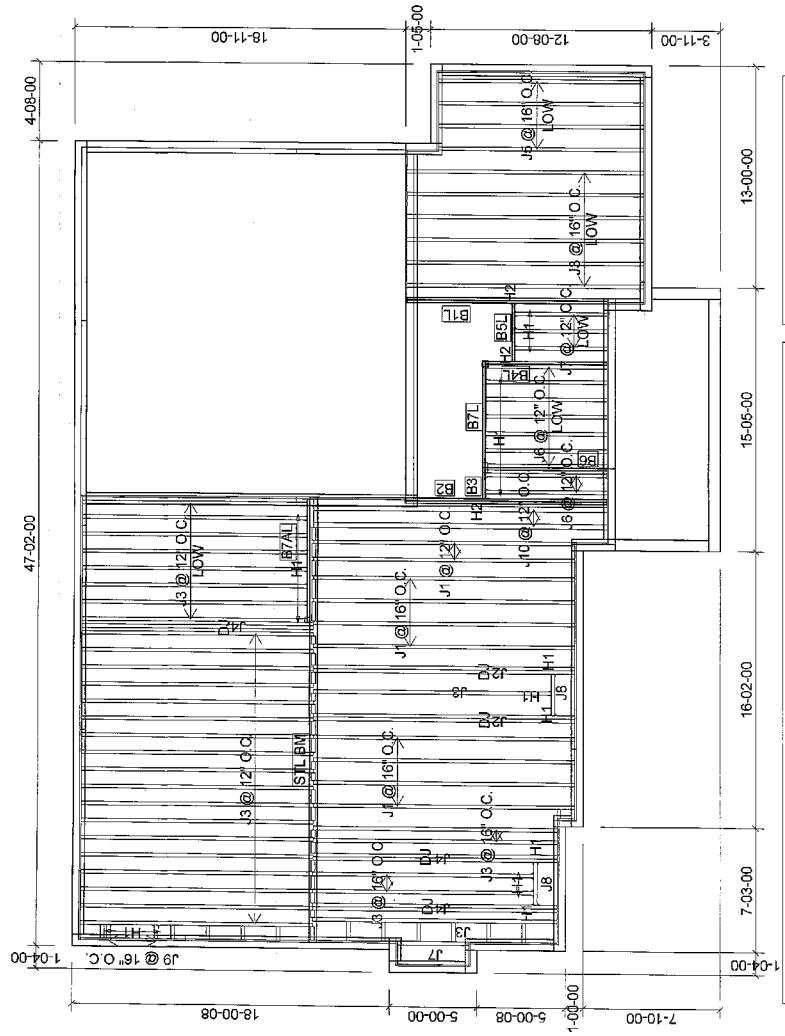 18-11-00
1-05-00
12-08-00
3-11-00
4-08-00
47-02-00
J5 @ 16" O.C.
LOW
J3 @ 16" O.C.
LOW
13-00-00
B1L
H2
B5L
H1
H2
J7 @ 12" O.C.
LOW
B4L
B7L
H1
J6 @ 12" O.C.
LOW
15-05-00
B2
B3
B6
H2
J6 @ 12" O.C.
J10 @ 12" O.C.
J3 @ 12" O.C.
LOW
B7AL
H1
J1 @ 12" O.C.
DJ
J4
J1 @ 16" O.C.
H1
DJ
J2
J3
H1
J8
DJ
J2
H1
16-02-00
J3 @ 12" O.C.
STL BM
J1 @ 16" O.C.
J3 @ 16" O.C.
DJ
J4
H1
J3 @ 16" O.C.
H1
J8
DJ
J4
7-03-00
H1
J3
J7
J9 @ 16" O.C.
1-04-00
1-04-00
18-00-08
5-00-00
5-00-08
1-00-00
7-10-00